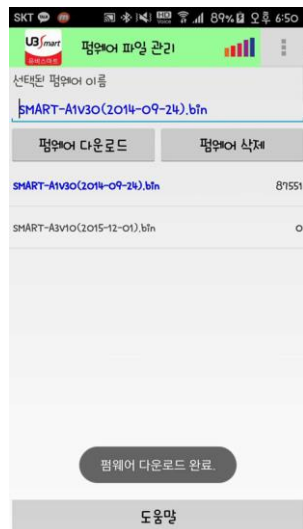 SKT 89% 오후 6:50
UBSmart
유비스마트
펌웨어 파일 관리
선택된 펌웨어 이름
SMART-A1V30(2014-09-24).bin
펌웨어 다운로드 펌웨어 삭제
SMART-A1V30(2014-09-24).bin 87551
SMART-A3V10(2015-12-01).bin 0
펌웨어 다운로드 완료.
도움말